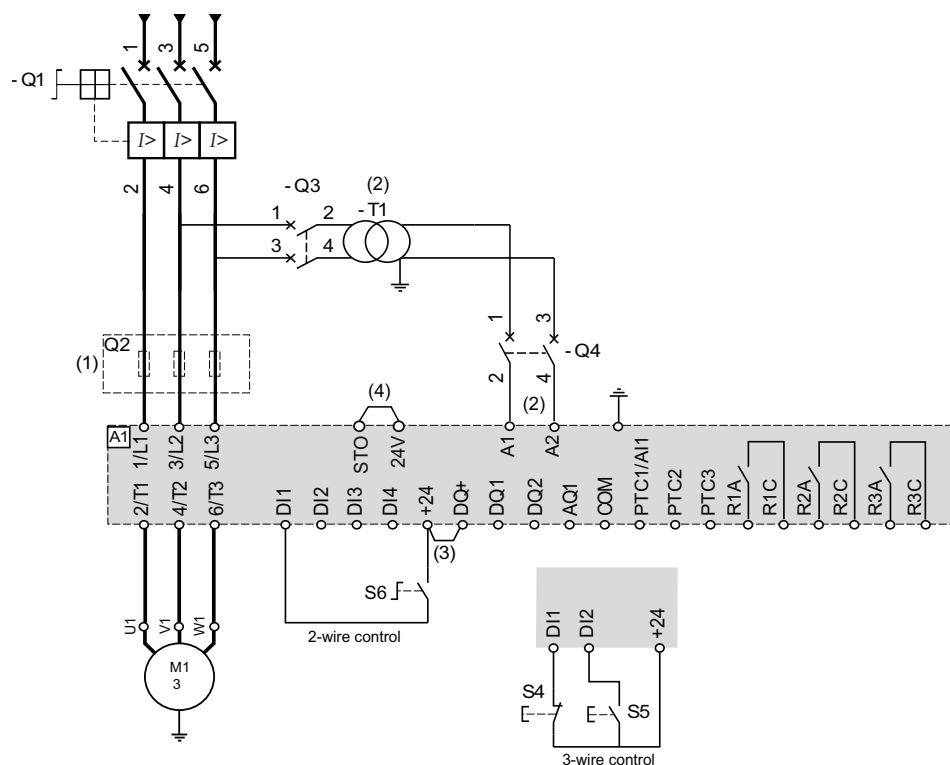 1 3 5
- Q1
I> I> I>
2 4 6
- Q3 (2)
1 2 - T1
3 4
1 3
Q2
(1)
- Q4
2 4
(4) (2)
A1
1/L1 3/L2 5/L3 STO 24V A1 A2
2/T1 4/T2 6/T3 DI1 DI2 DI3 DI4 +24 DQ+ DQ1 DQ2 AQ1 COM PTC1/AI1 PTC2 PTC3 R1A R1C R2A R2C R3A R3C
(3)
S6
U1 V1 W1
2-wire control
DI1 DI2 +24
M1
3
S4 S5
3-wire control